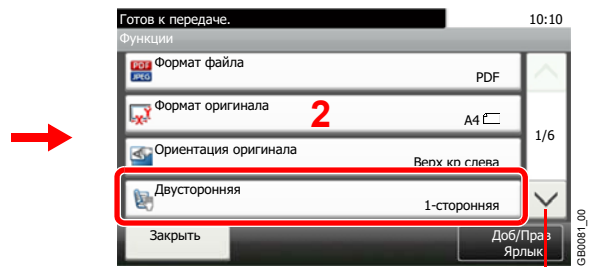 Готов к передаче. 10:10
Функции
PDF JPEG Формат файла
PDF
Формат оригинала
2
A4
X Y
1/6
Ориентация оригинала
Верх кр слева
Двусторонняя
1-сторонняя
Закрыть
Доб/Прав
Ярлык
GB0081_00